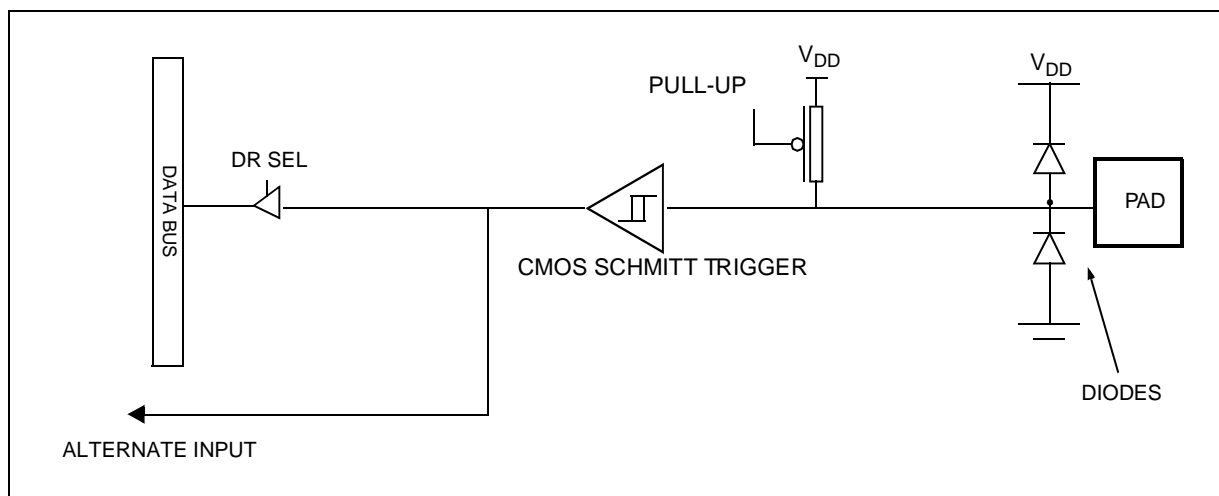 VDD
VDD
PULL-UP
DR SEL
DATA BUS
PAD
CMOS SCHMITT TRIGGER
DIODES
ALTERNATE INPUT